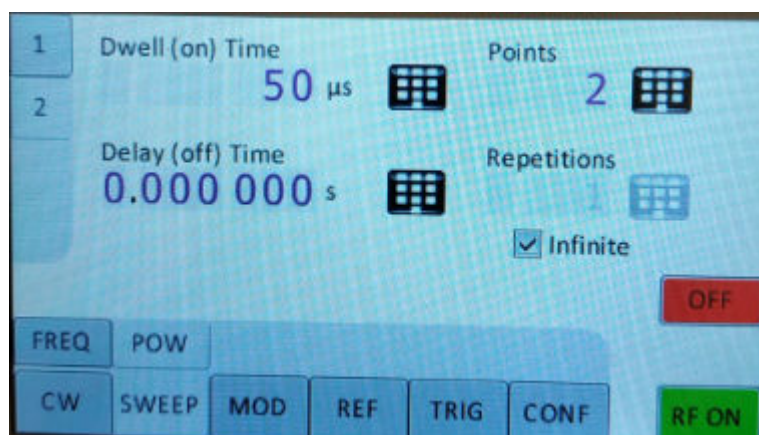 1
Dwell (on) Time
Points
50 µs
2
2
Delay (off) Time
Repetitions
0.000 000 s
1
Infinite
OFF
FREQ
POW
CW
SWEEP
MOD
REF
TRIG
CONF
RF ON